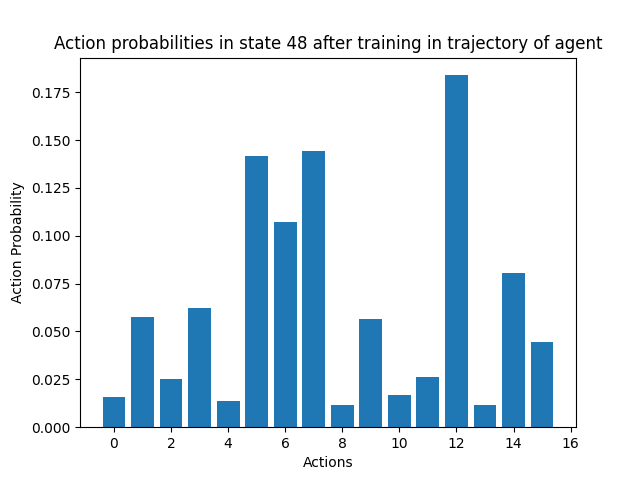 Action probabilities in state 48 after training in trajectory of agent
0.175
0.150
0.125
0.100
0.075
0.050
0.025
0.000
Action Probability
0 2 4 6 8 10 12 14 16
Actions